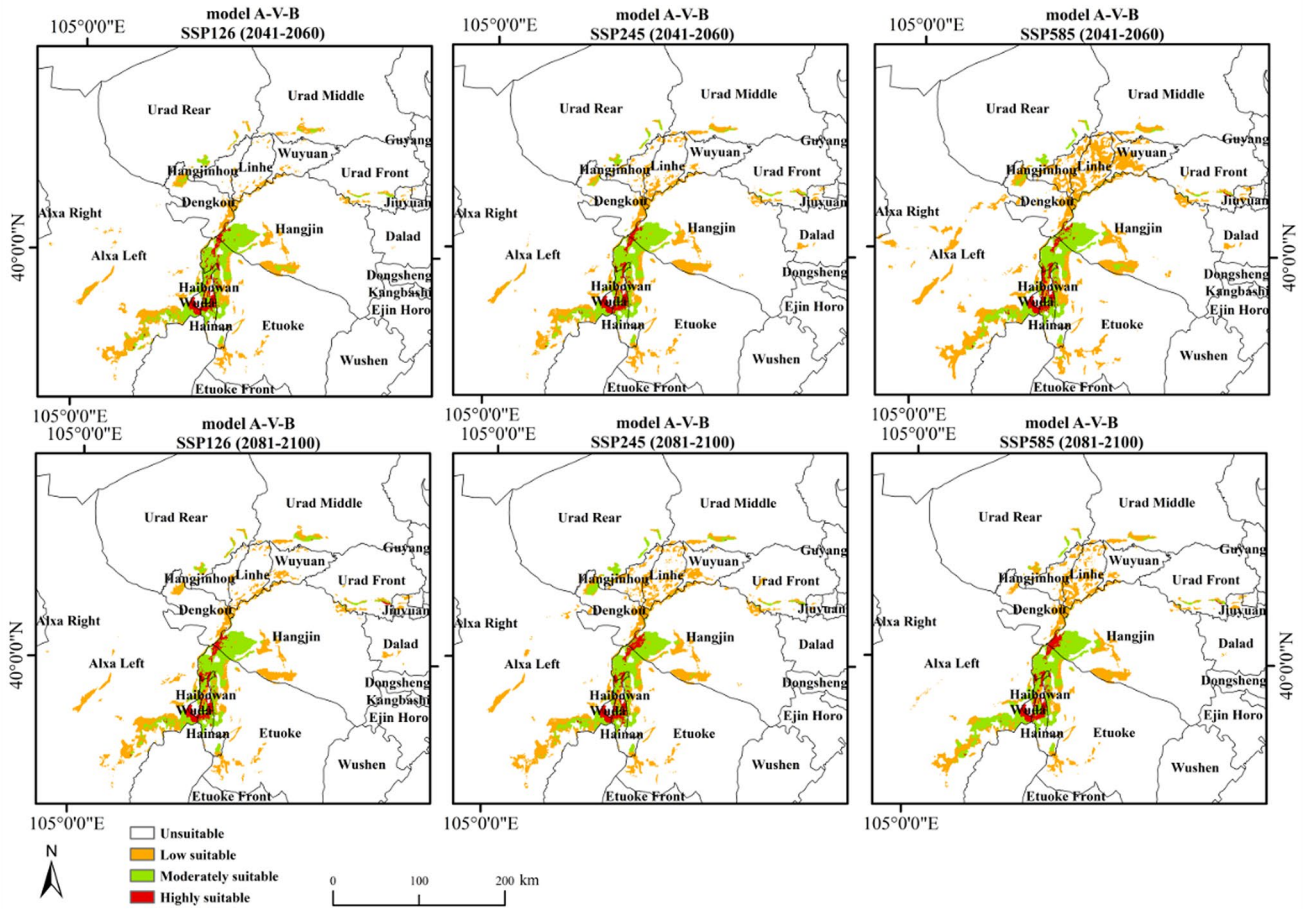 model A-V-B
SSP126 (2041-2060)
105°0'0"E
Urad Rear
Urad Middle
Guyang
Wuyuan
Hangjinhou
Linhe
Urad Front
Dengkou
Jiuyuan
Alxa Right
Hangjin
Dalad
Alxa Left
Dongsheng
Haibowan
Kangbashi
Wuda
Ejin Horo
Hainan
Etuoke
Wushen
Etuoke Front
40°0'0"N
105°0'0"E
model A-V-B
SSP245 (2041-2060)
105°0'0"E
Urad Rear
Urad Middle
Guyang
Wuyuan
Hangjinhou
Linhe
Urad Front
Dengkou
Jiuyuan
Alxa Right
Hangjin
Dalad
Alxa Left
Dongsheng
Haibowan
Wuda
Ejin Horo
Hainan
Etuoke
Wushen
Etuoke Front
105°0'0"E
model A-V-B
SSP585 (2041-2060)
105°0'0"E
Urad Rear
Urad Middle
Guyang
Wuyuan
Hangjinhou
Linhe
Urad Front
Dengkou
Jiuyuan
Alxa Right
Hangjin
Dalad
Alxa Left
Dongsheng
Haibowan
Kangbashi
Wuda
Ejin Horo
Hainan
Etuoke
Wushen
Etuoke Front
40°0'0"N
105°0'0"E
model A-V-B
SSP126 (2081-2100)
105°0'0"E
Urad Rear
Urad Middle
Guyang
Wuyuan
Hangjinhou
Linhe
Urad Front
Dengkou
Jiuyuan
Alxa Right
Hangjin
Dalad
Alxa Left
Dongsheng
Haibowan
Kangbashi
Wuda
Ejin Horo
Hainan
Etuoke
Wushen
Etuoke Front
40°0'0"N
105°0'0"E
model A-V-B
SSP245 (2081-2100)
105°0'0"E
Urad Rear
Urad Middle
Guyang
Wuyuan
Hangjinhou
Linhe
Urad Front
Dengkou
Jiuyuan
Alxa Right
Hangjin
Dalad
Alxa Left
Dongsheng
Haibowan
Wuda
Ejin Horo
Hainan
Etuoke
Wushen
Etuoke Front
105°0'0"E
model A-V-B
SSP585 (2081-2100)
105°0'0"E
Urad Rear
Urad Middle
Guyang
Wuyuan
Hangjinhou
Linhe
Urad Front
Dengkou
Jiuyuan
Alxa Right
Hangjin
Dalad
Alxa Left
Dongsheng
Haibowan
Wuda
Ejin Horo
Hainan
Etuoke
Wushen
Etuoke Front
40°0'0"N
105°0'0"E
N
Unsuitable
Low suitable
Moderately suitable
Highly suitable
0 100 200 km